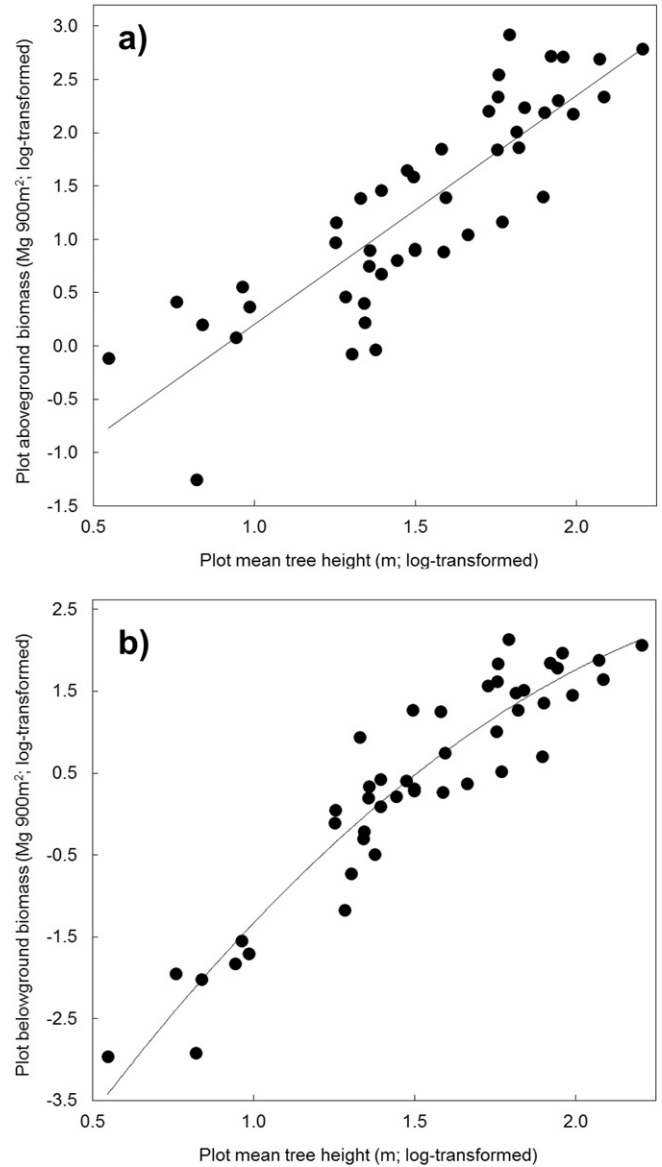 a)
3.0
2.5
2.0
1.5
1.0
0.5
0.0
-0.5
-1.0
-1.5
Plot aboveground biomass (Mg 900m²; log-transformed)
0.5 1.0 1.5 2.0
Plot mean tree height (m; log-transformed)
b)
2.5
1.5
0.5
-0.5
-1.5
-2.5
-3.5
Plot belowground biomass (Mg 900m²; log-transformed)
0.5 1.0 1.5 2.0
Plot mean tree height (m; log-transformed)